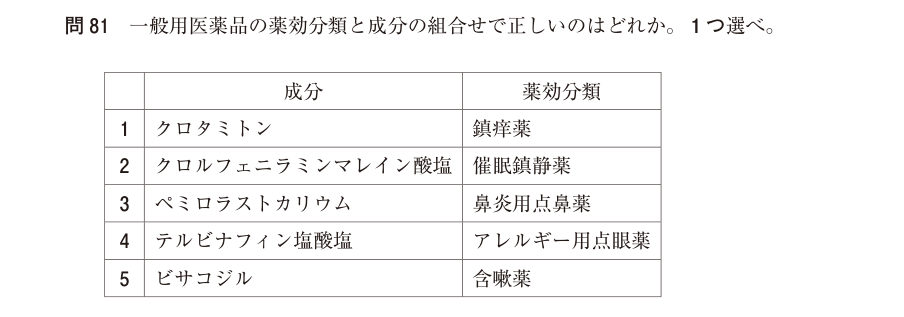 問81 一般用医薬品の薬効分類と成分の組合せで正しいのはどれか。1つ選べ。
成分 薬効分類
1 クロタミトン 鎮痒薬
2 クロルフェニラミンマレイン酸塩 催眠鎮静薬
3 ペミロラストカリウム 鼻炎用点鼻薬
4 テルビナフィン塩酸塩 アレルギー用点眼薬
5 ビサコジル 含嗽薬